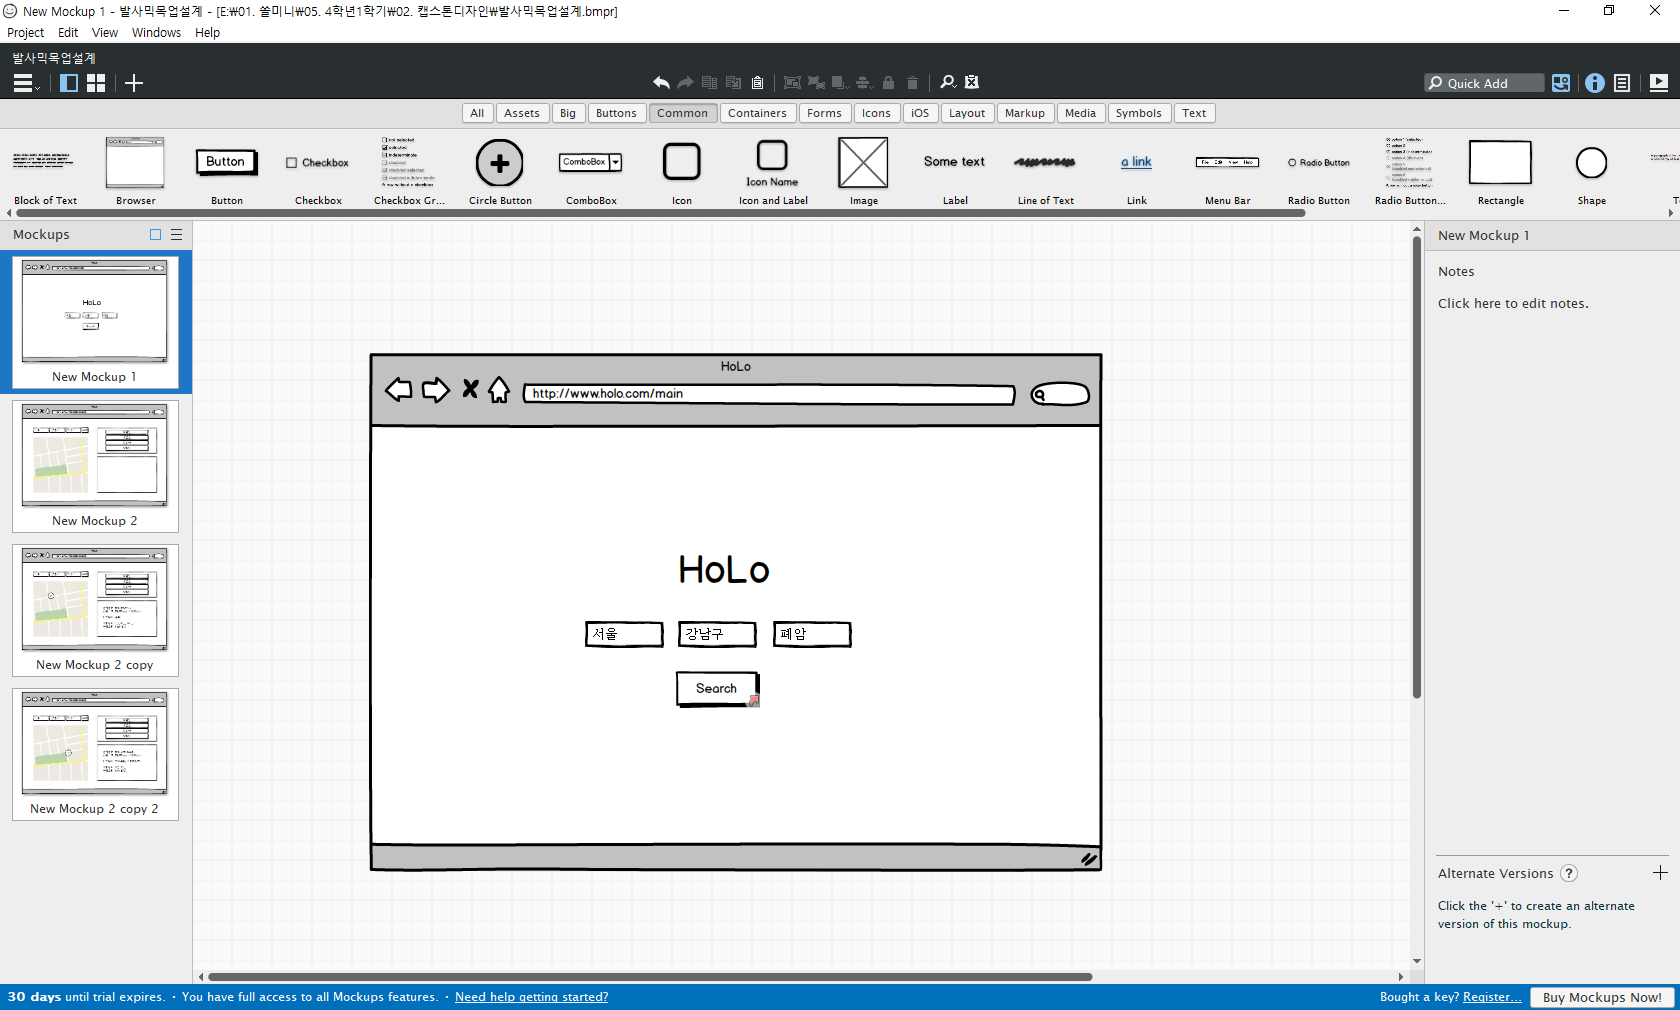 New Mockup 1 - 발사믹목업설계 - [E:₩01. 쏠미니₩05. 4학년1학기₩02. 캡스톤디자인₩발사믹목업설계.bmpr]
Project Edit View Windows Help
발사믹목업설계
Quick Add
All Assets Big Buttons Common Containers Forms Icons iOS Layout Markup Media Symbols Text
Button Checkbox ComboBox Icon Name Some text a link File Edit View Help Radio Button
Block of Text Browser Button Checkbox Checkbox Gr... Circle Button ComboBox Icon Icon and Label Image Label Line of Text Link Menu Bar Radio Button Radio Button... Rectangle Shape
Mockups
New Mockup 1
New Mockup 2
New Mockup 2 copy
New Mockup 2 copy 2
HoLo
http://www.holo.com/main
HoLo
서울 강남구 폐암
Search
New Mockup 1
Notes
Click here to edit notes.
Alternate Versions ?
Click the '+' to create an alternate
version of this mockup.
30 days until trial expires. • You have full access to all Mockups features. • Need help getting started?
Bought a key? Register... Buy Mockups Now!